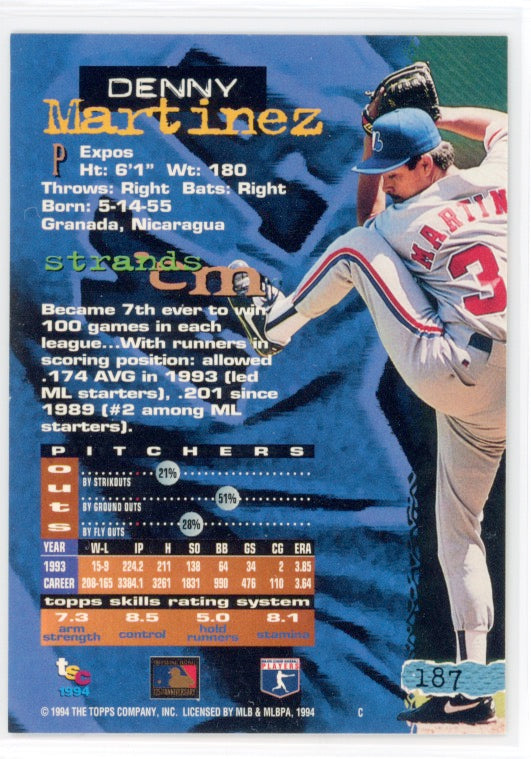 DENNY
Martinez
P Expos
Ht: 6'1" Wt: 180
Throws: Right Bats: Right
Born: 5-14-55
Granada, Nicaragua
strands em
Became 7th ever to win
100 games in each
league...With runners in
scoring position: allowed
.174 AVG in 1993 (led
ML starters), .201 since
1989 (#2 among ML
starters).
PITCHERS
Outs
BY STRIKOUTS 21%
BY GROUND OUTS 51%
BY FLY OUTS 28%
YEAR W-L IP H SO BB GS CG ERA
1993 15-9 224.2 211 138 64 34 2 3.85
CAREER 208-165 3384.1 3261 1831 990 476 110 3.64
topps skills rating system
7.3 8.5 5.0 8.1
arm strength control hold runners stamina
tsc
1994
125TH ANNIVERSARY
PLAYERS
MARTIN
3
187
© 1994 THE TOPPS COMPANY, INC. LICENSED BY MLB & MLBPA, 1994 C